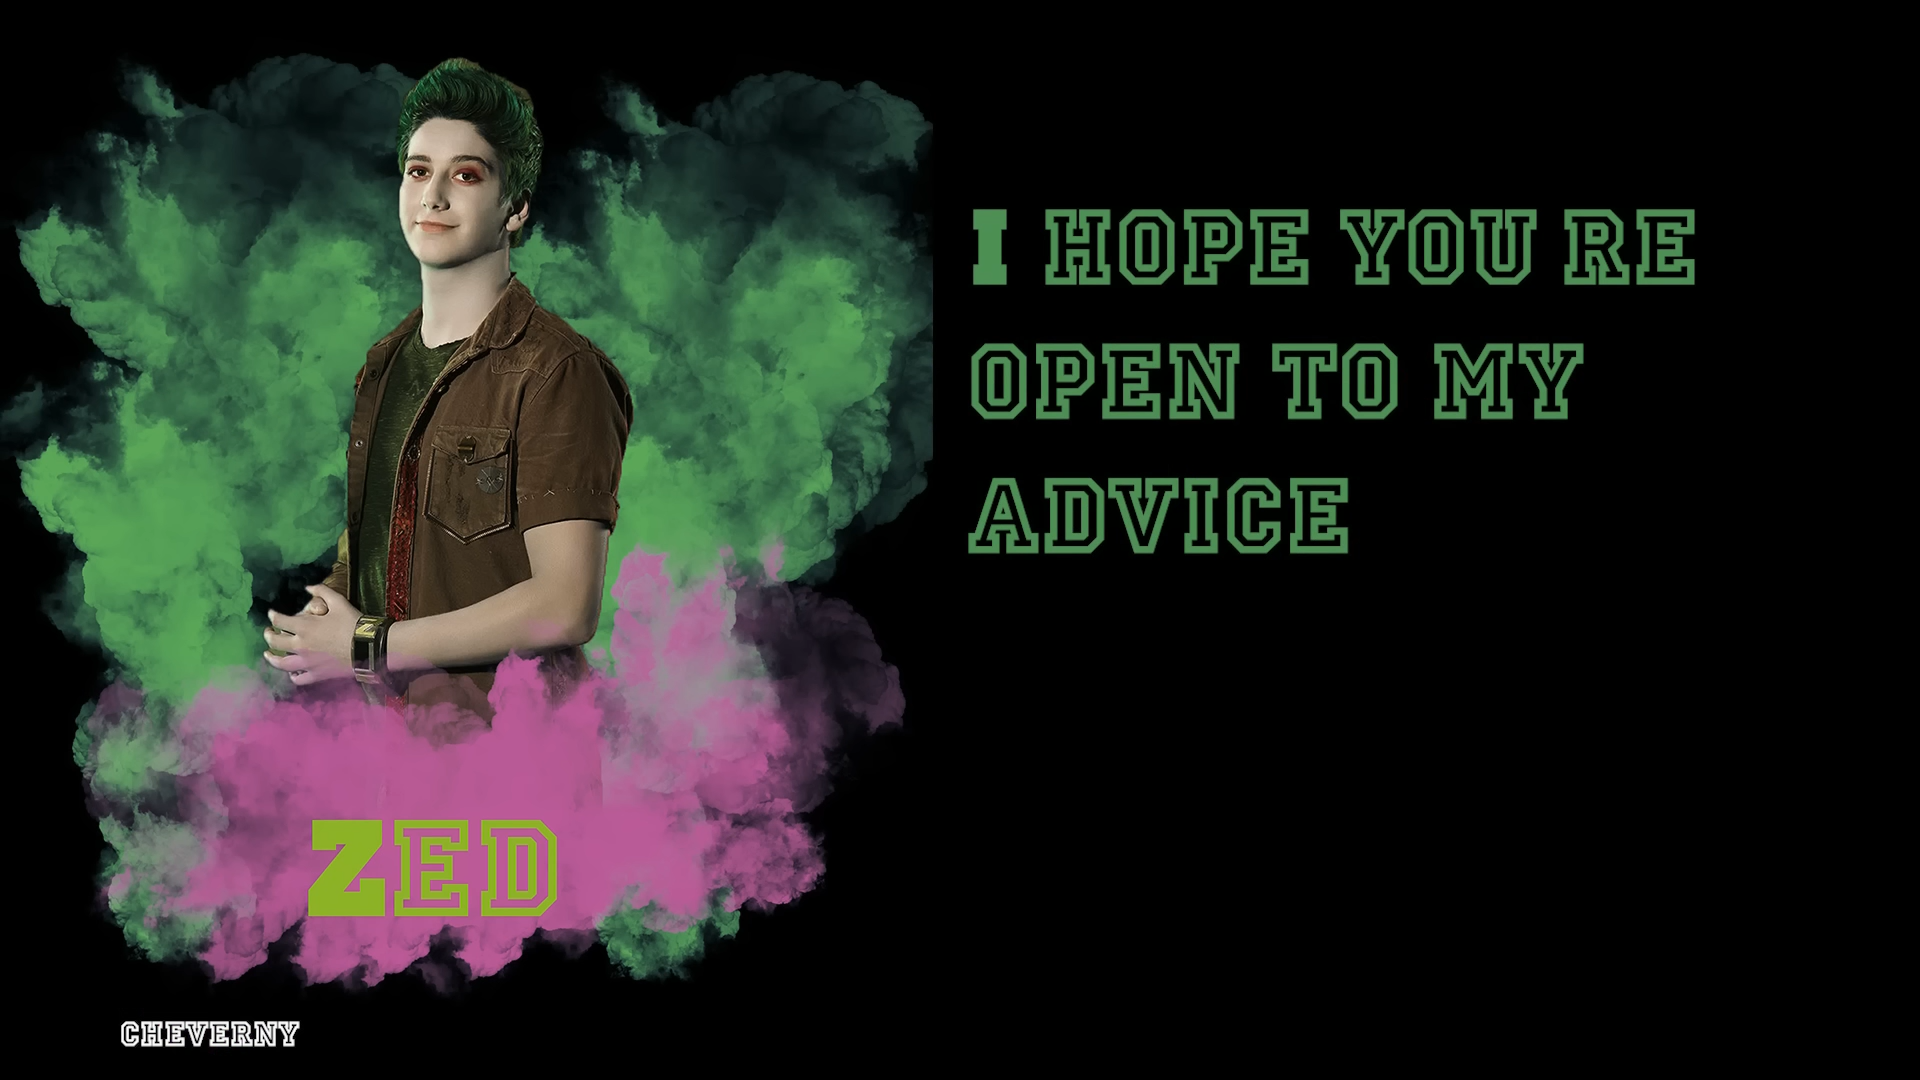 I HOPE YOU RE
OPEN TO MY
ADVICE
ZED
CHEVERNY